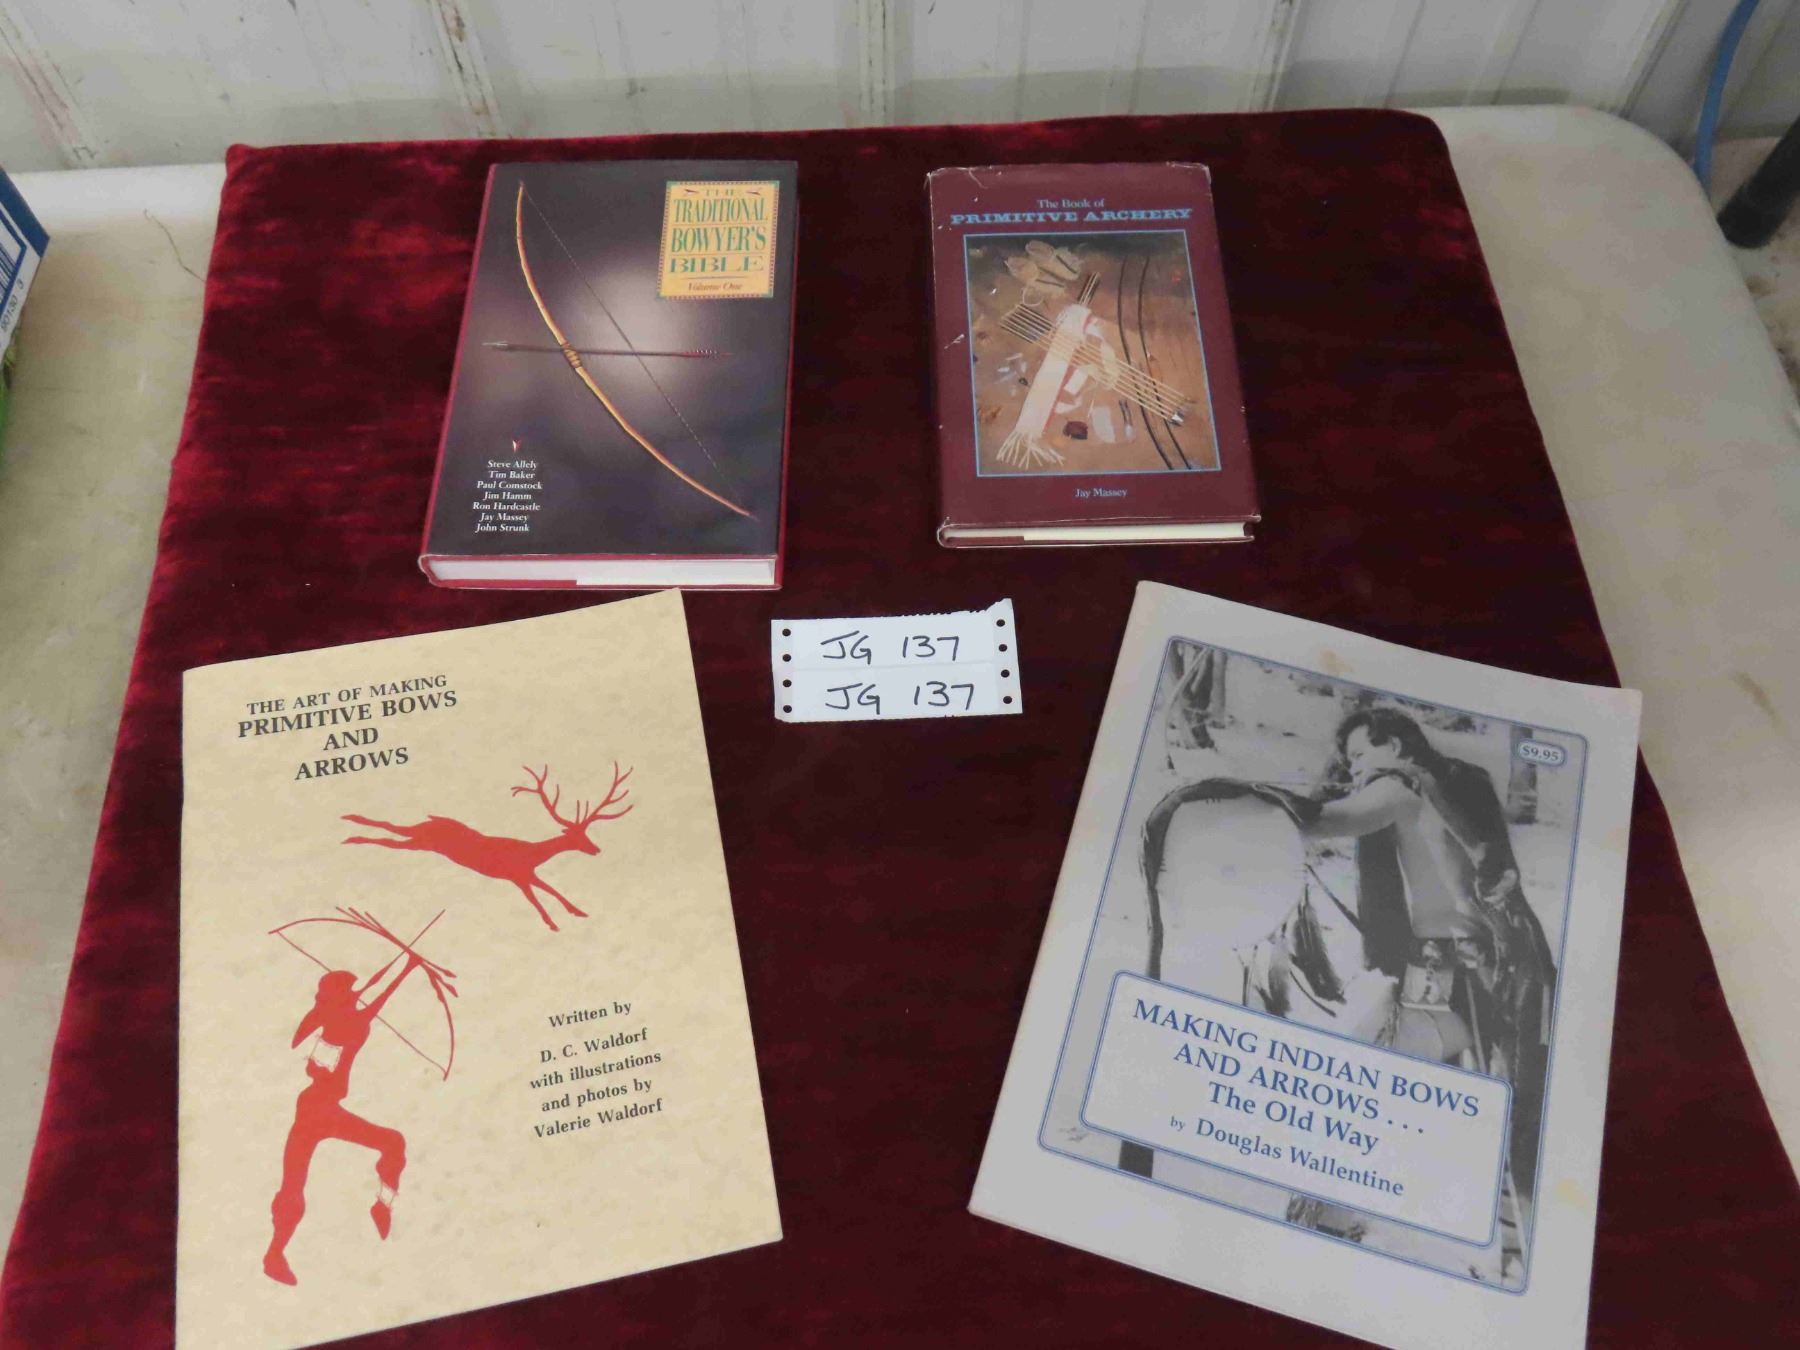 THE
TRADITIONAL
BOWYER'S
BIBLE
Volume One
Steve Allely
Tim Baker
Paul Comstock
Jim Hamm
Ron Hardcastle
Jay Massey
John Strunk
The Book of
PRIMITIVE ARCHERY
Jay Massey
JG 137
JG 137
THE ART OF MAKING
PRIMITIVE BOWS
AND
ARROWS
Written by
D. C. Waldorf
with illustrations
and photos by
Valerie Waldorf
$9.95
MAKING INDIAN BOWS
AND ARROWS...
The Old Way
by Douglas Wallentine